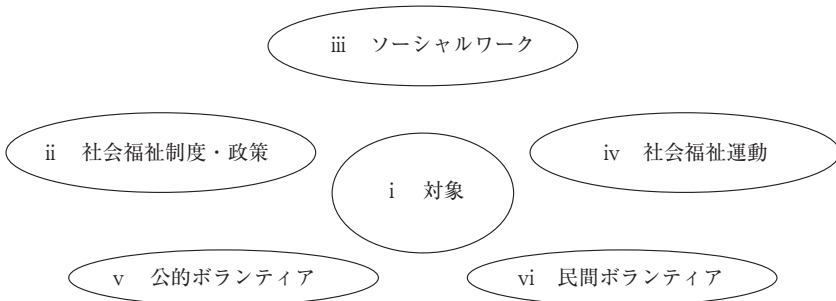 iii ソーシャルワーク
ii 社会福祉制度・政策
iv 社会福祉運動
i 対象
v 公的ボランティア
vi 民間ボランティア